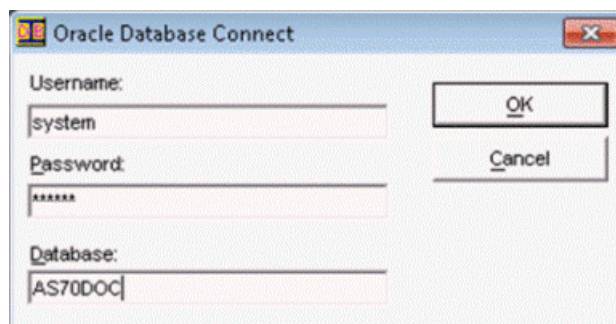 Oracle Database Connect
Username:
system
OK
Password:
******
Cancel
Database:
AS70DOC